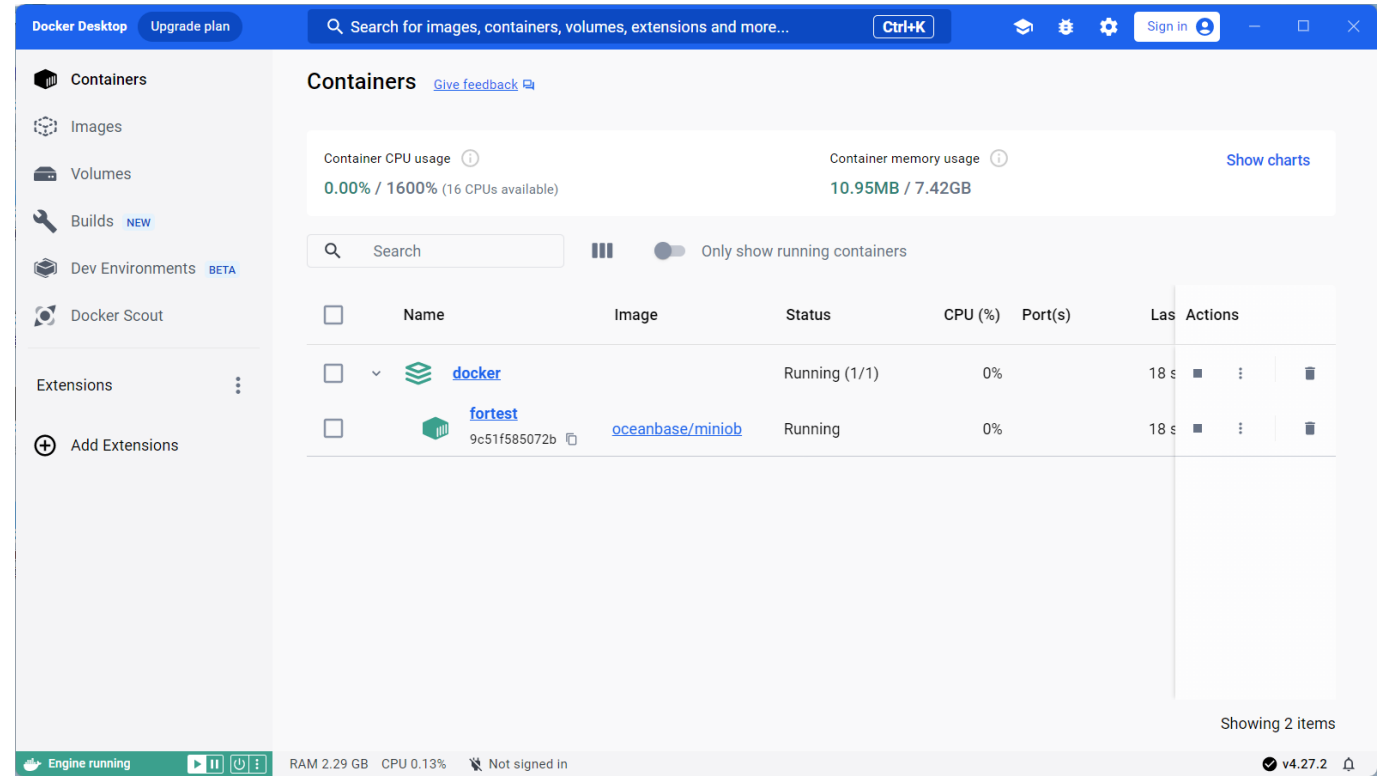 Docker Desktop Upgrade plan Search for images, containers, volumes, extensions and more... Ctrl+K Sign in
Containers
Images
Volumes
Builds NEW
Dev Environments BETA
Docker Scout
Extensions
Add Extensions
Containers Give feedback
Container CPU usage
0.00% / 1600% (16 CPUs available)
Container memory usage
10.95MB / 7.42GB
Show charts
Search
Only show running containers
Name Image Status CPU (%) Port(s) Las Actions
docker Running (1/1) 0% 18 s
fortest
9c51f585072b
oceanbase/miniob Running 0% 18 s
Showing 2 items
Engine running RAM 2.29 GB CPU 0.13% Not signed in v4.27.2